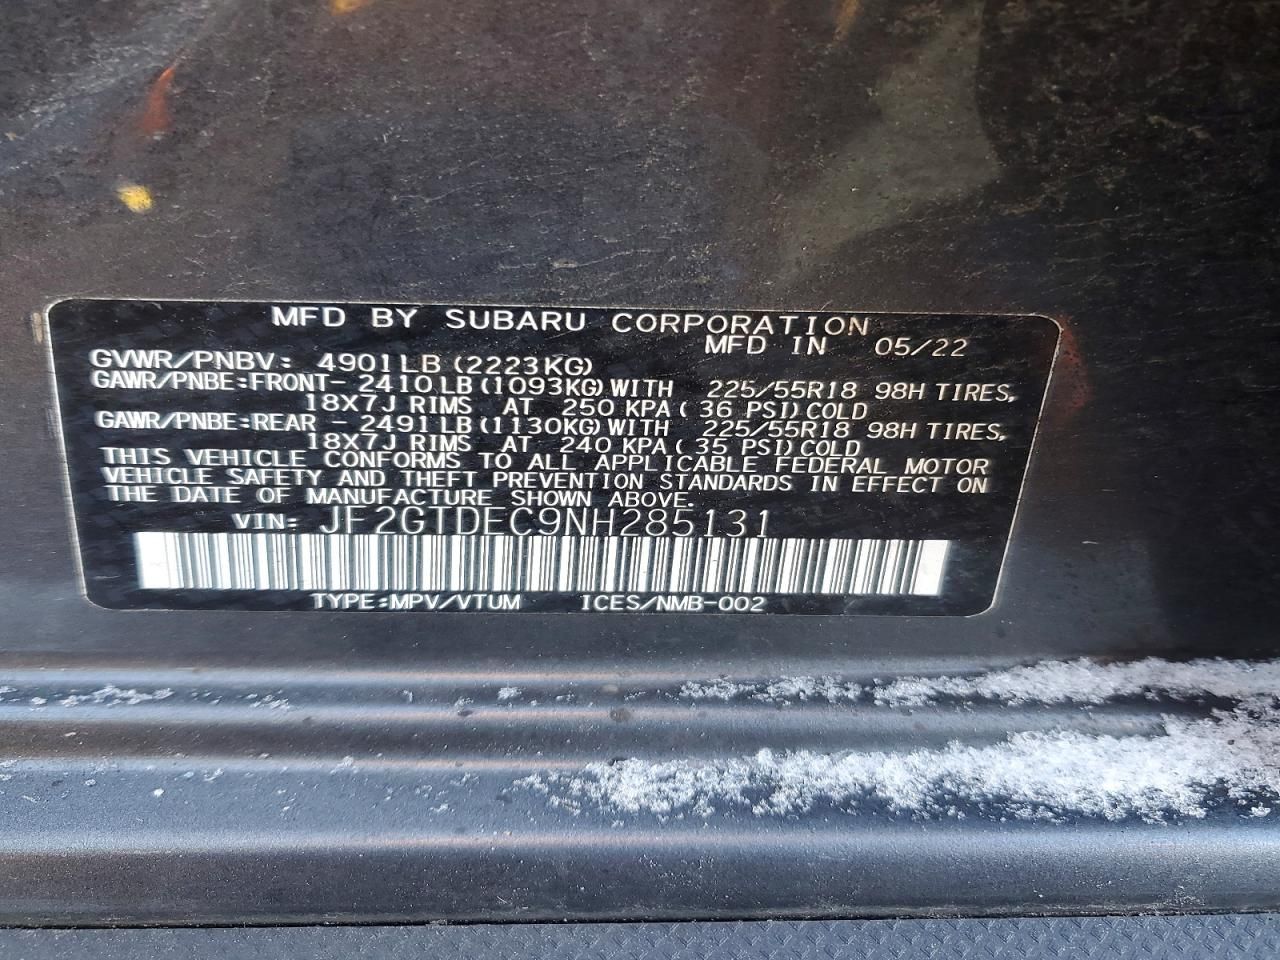 MFD BY SUBARU CORPORATION
MFD IN 05/22
GVWR/PNBV: 4901LB (2223KG)
GAWR/PNBE:FRONT- 2410LB(1093KG)WITH 225/55R18 98H TIRES,
18X7J RIMS AT 250 KPA( 36 PSI)COLD
GAWR/PNBE:REAR - 2491LB(1130KG)WITH 225/55R18 98H TIRES,
18X7J RIMS AT 240 KPA( 35 PSI)COLD
THIS VEHICLE CONFORMS TO ALL APPLICABLE FEDERAL MOTOR
VEHICLE SAFETY AND THEFT PREVENTION STANDARDS IN EFFECT ON
THE DATE OF MANUFACTURE SHOWN ABOVE.
VIN: JF2GTDEC9NH285131
TYPE:MPV/VTUM ICES/NMB-002